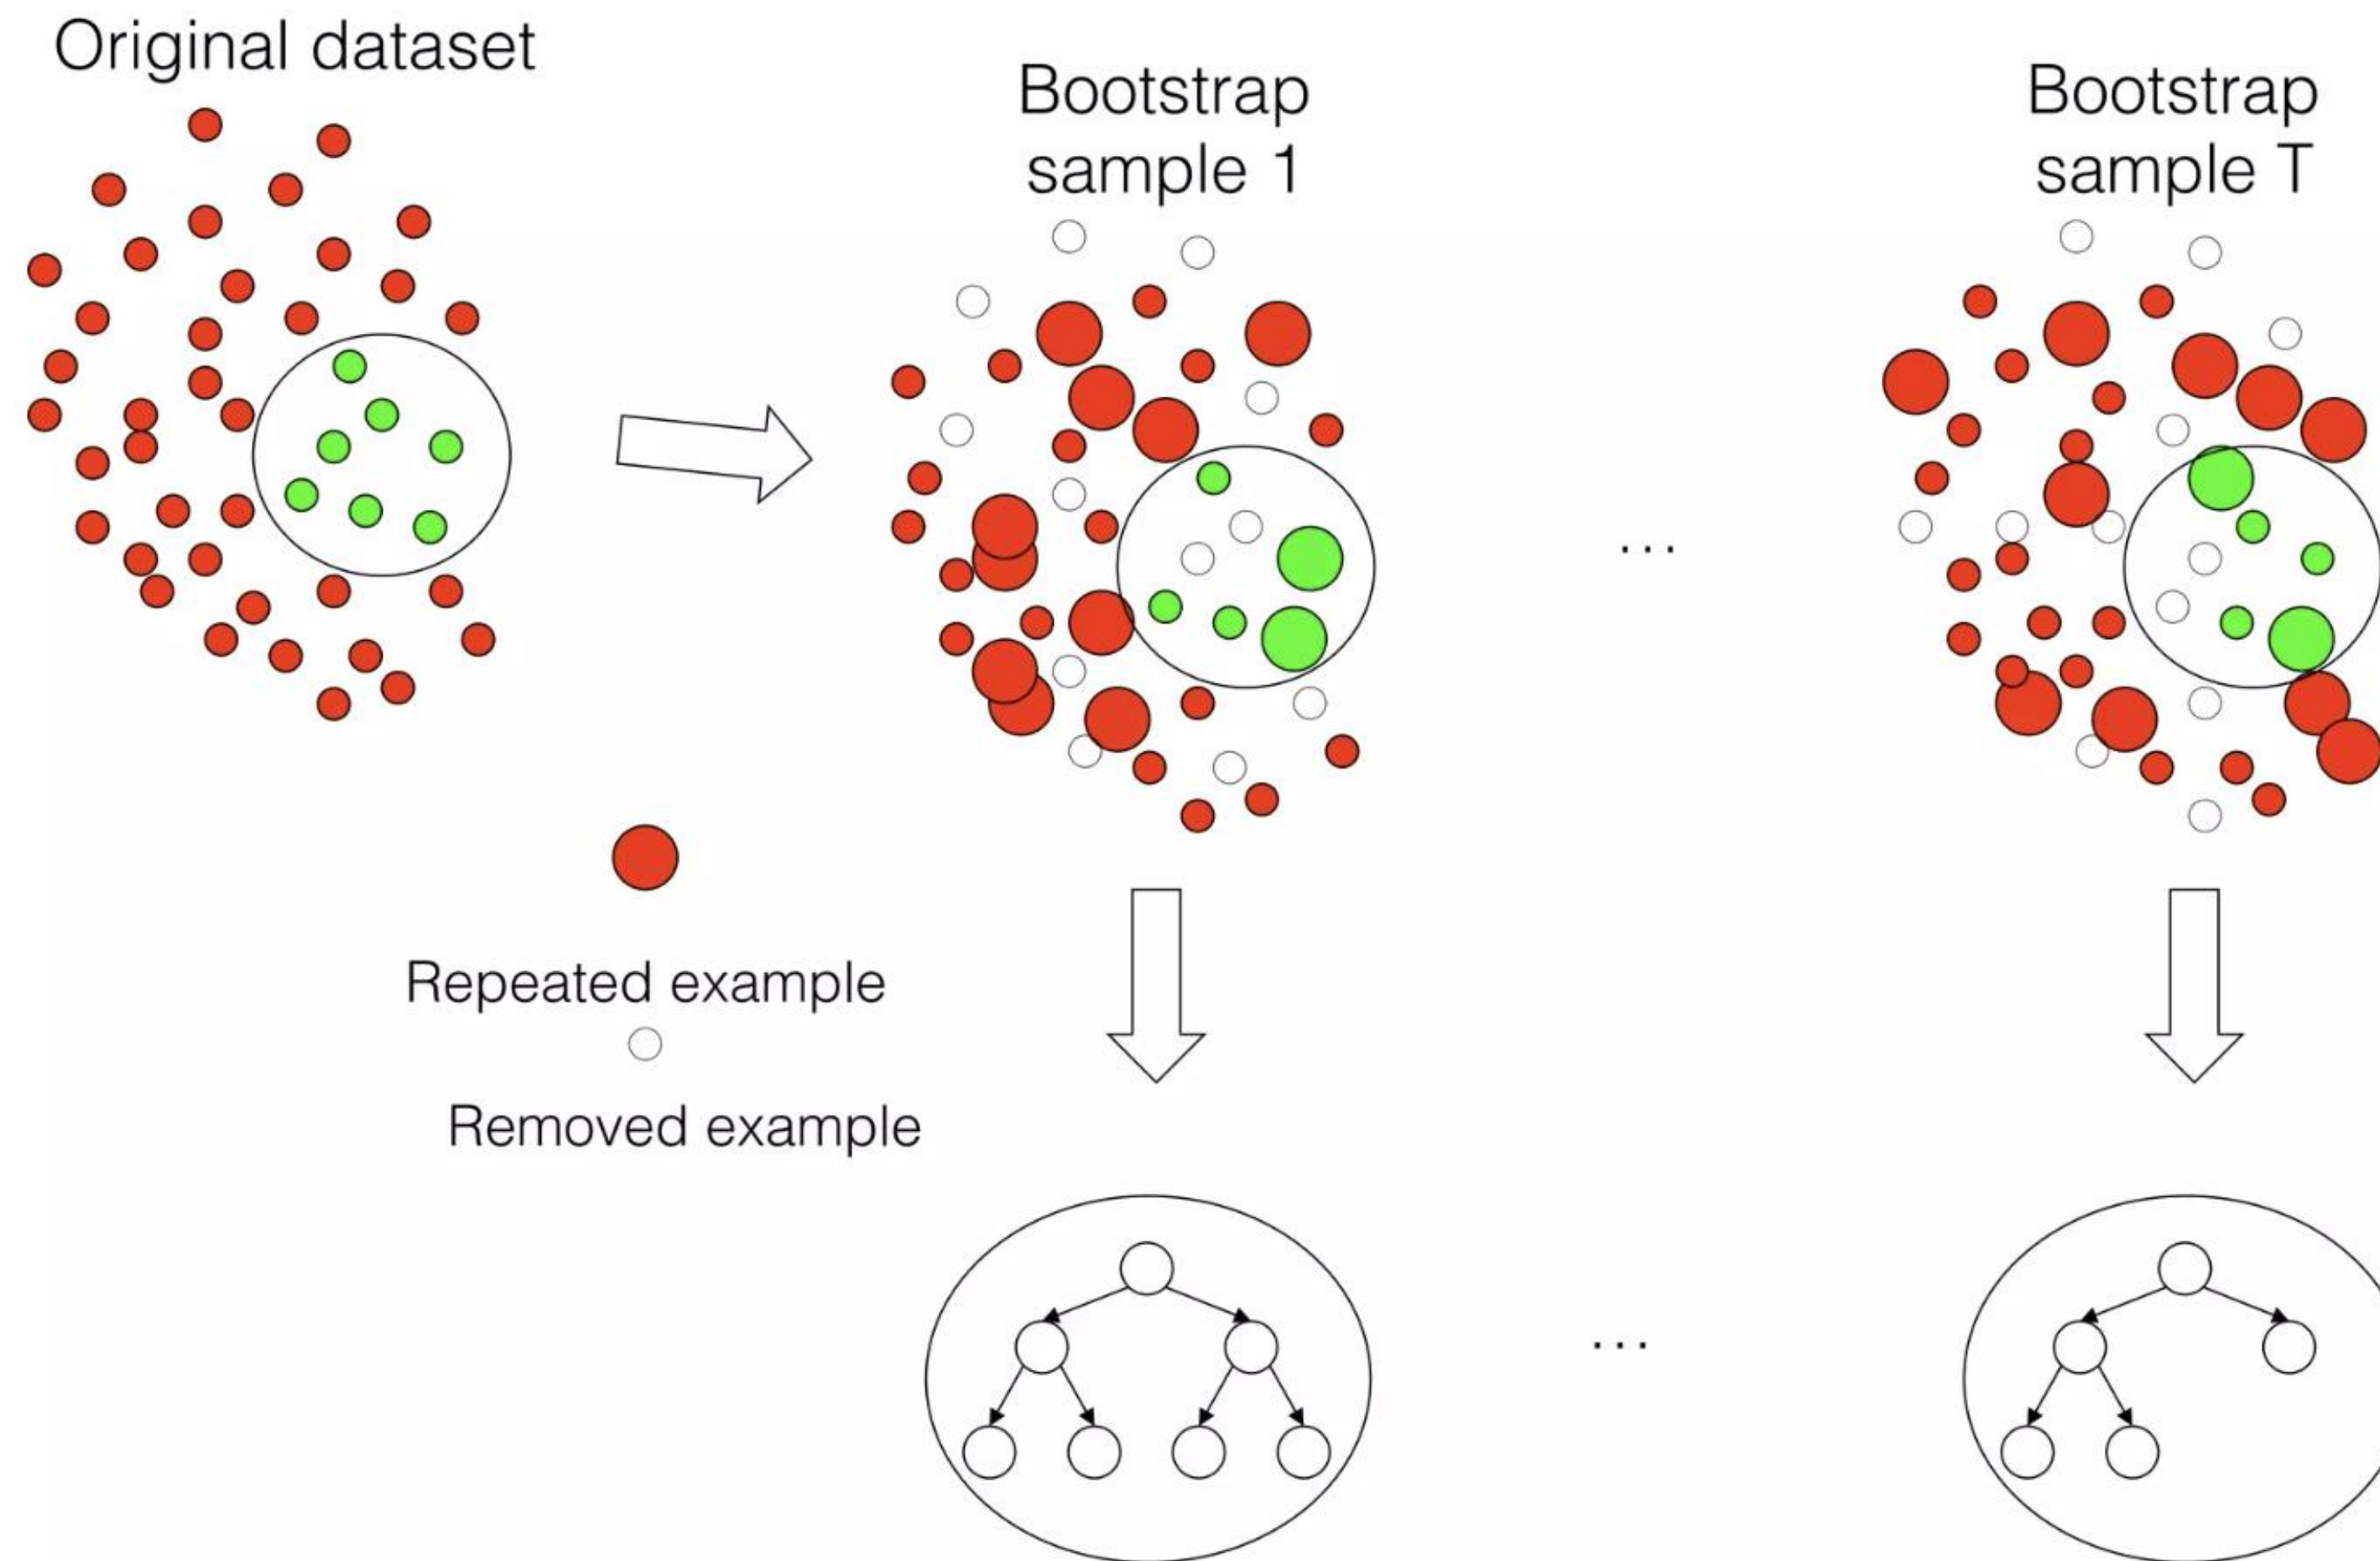 Original dataset
Bootstrap
sample 1
Bootstrap
sample T
...
Repeated example
Removed example
...